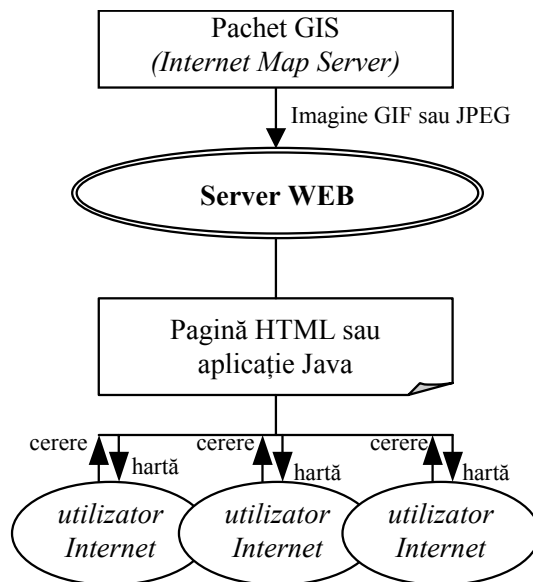 Pachet GIS
(Internet Map Server)
Imagine GIF sau JPEG
Server WEB
Pagină HTML sau
aplicație Java
cerere
hartă
cerere
hartă
cerere
hartă
utilizator
Internet
utilizator
Internet
utilizator
Internet